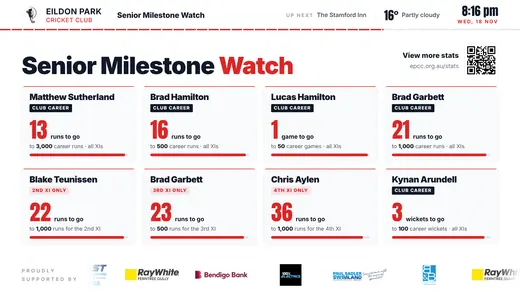 EILDON PARK
CRICKET CLUB
Senior Milestone Watch
UP NEXT The Stamford Inn
16° Partly cloudy
8:16 pm
WED, 18 NOV
Senior Milestone Watch
View more stats
epcc.org.au/stats
Matthew Sutherland
CLUB CAREER
13 runs to go
to 3,000 career runs · all XIs
Brad Hamilton
CLUB CAREER
16 runs to go
to 500 career runs · all XIs
Lucas Hamilton
CLUB CAREER
1 game to go
to 50 career games · all XIs
Brad Garbett
CLUB CAREER
21 runs to go
to 1,000 career runs · all XIs
Blake Teunissen
2ND XI ONLY
22 runs to go
to 1,000 runs for the 2nd XI
Brad Garbett
3RD XI ONLY
23 runs to go
to 500 runs for the 3rd XI
Chris Aylen
4TH XI ONLY
36 runs to go
to 1,000 runs for the 4th XI
Kynan Arundell
CLUB CAREER
3 wickets to go
to 100 career wickets · all XIs
PROUDLY
SUPPORTED BY
ST
RayWhite
FERNTREE GULLY
Bendigo Bank
PAUL SADLER
SWIMLAND
RayWhite
FERNTREE GULLY